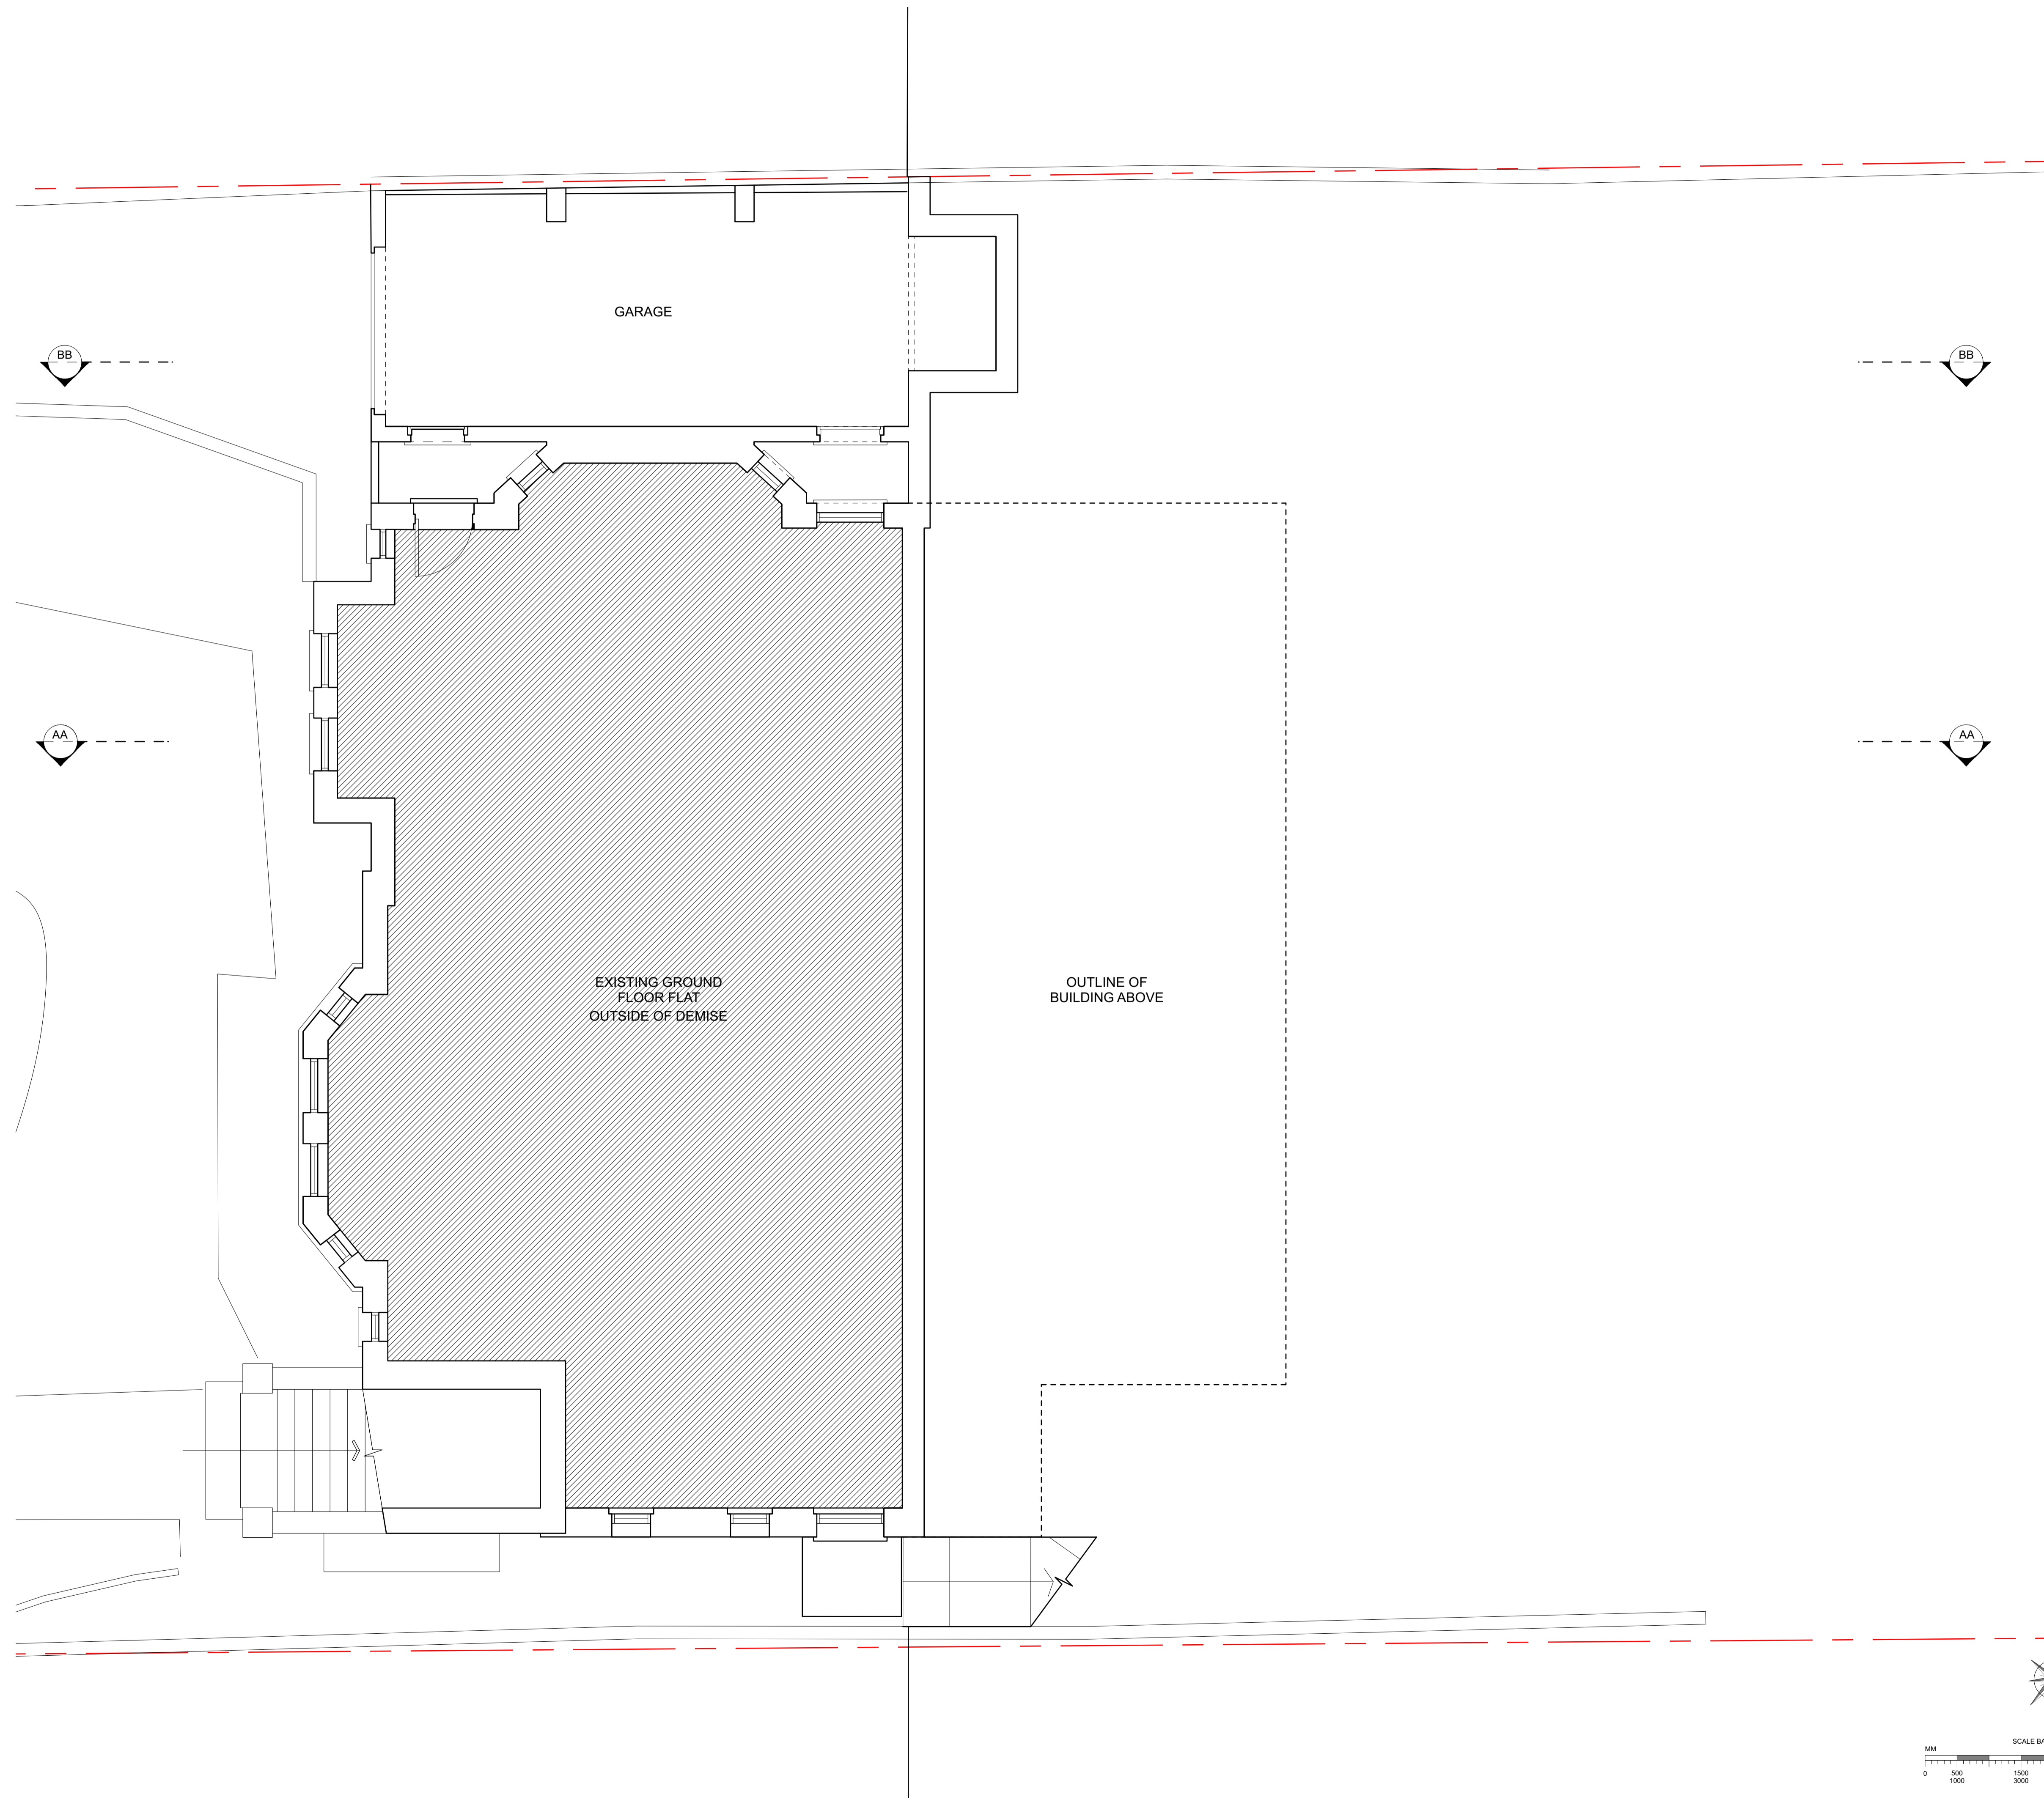 GARAGE
BB
BB
AA
AA
EXISTING GROUND
FLOOR FLAT
OUTSIDE OF DEMISE
OUTLINE OF
BUILDING ABOVE
MM
0 500 1500
1000 3000